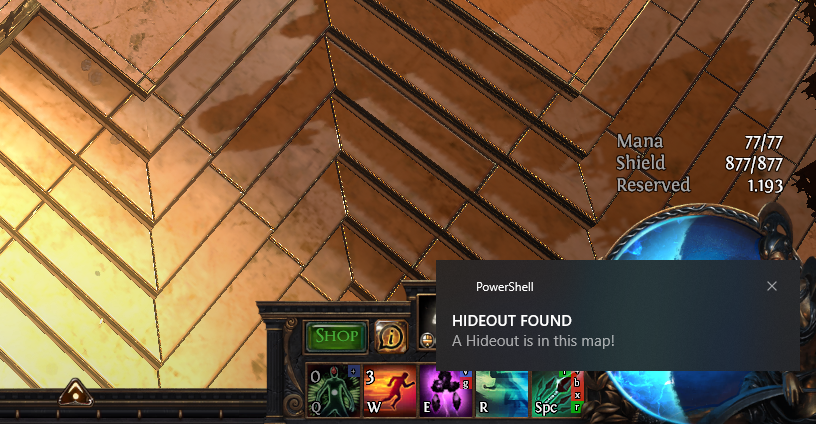 Mana 77/77
Shield 877/877
Reserved 1.193
PowerShell
HIDEOUT FOUND
A Hideout is in this map!
SHOP
0 3 g b x
Q W E R Spc r